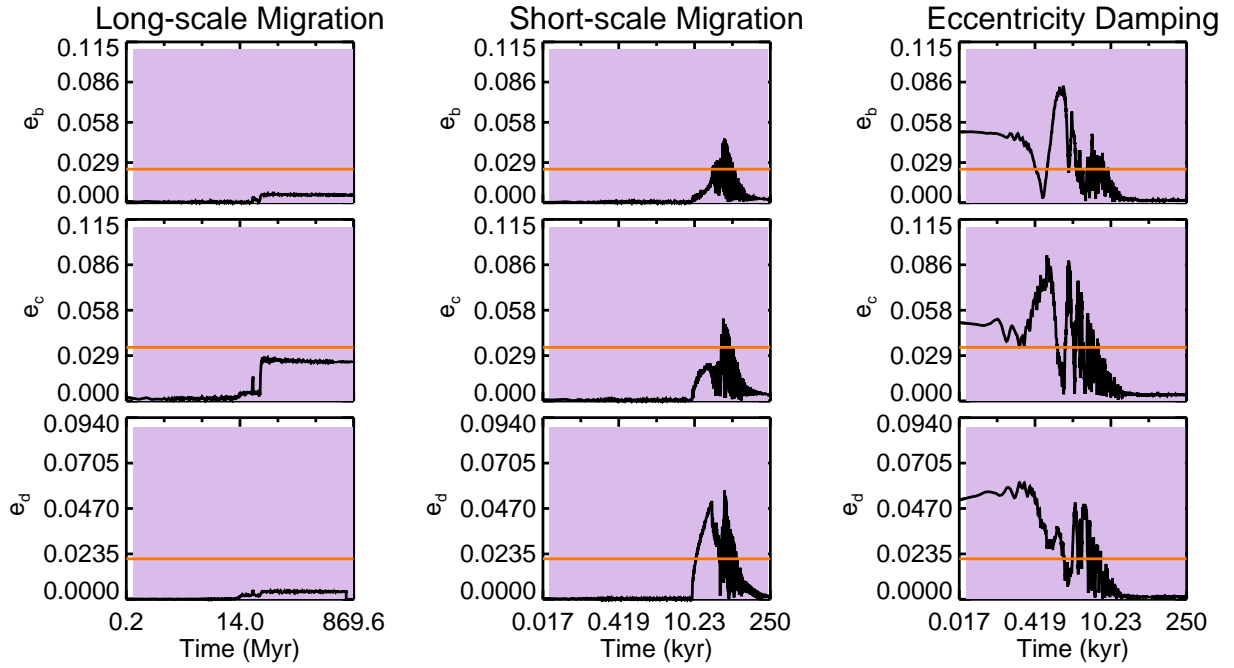 Long-scale Migration
Short-scale Migration
Eccentricity Damping
0.115
0.086
0.058
0.029
0.000
e_b
0.115
0.086
0.058
0.029
0.000
e_b
0.115
0.086
0.058
0.029
0.000
e_b
0.115
0.086
0.058
0.029
0.000
e_c
0.115
0.086
0.058
0.029
0.000
e_c
0.115
0.086
0.058
0.029
0.000
e_c
0.0940
0.0705
0.0470
0.0235
0.0000
e_d
0.0940
0.0705
0.0470
0.0235
0.0000
e_d
0.0940
0.0705
0.0470
0.0235
0.0000
e_d
0.2 14.0 869.6
Time (Myr)
0.017 0.419 10.23 250
Time (kyr)
0.017 0.419 10.23 250
Time (kyr)